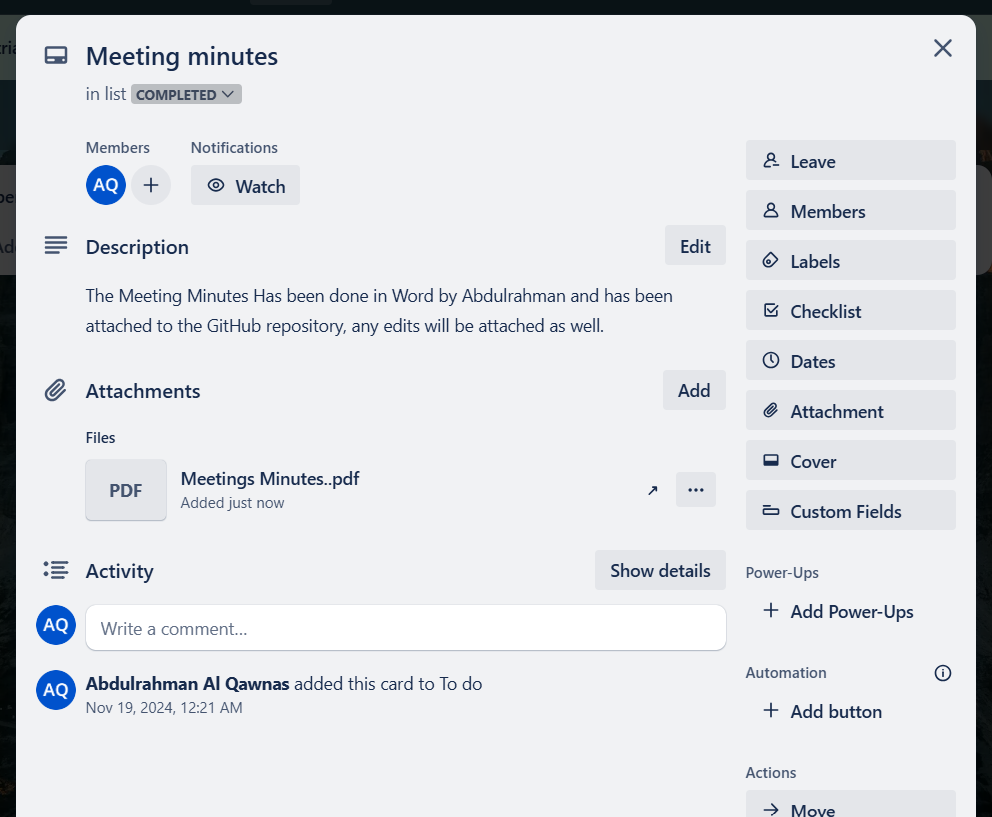 Meeting minutes
in list COMPLETED
Members
Notifications
AQ
Watch
Description
Edit
The Meeting Minutes Has been done in Word by Abdulrahman and has been
attached to the GitHub repository, any edits will be attached as well.
Attachments
Add
Files
PDF
Meetings Minutes..pdf
Added just now
Activity
Show details
AQ
Write a comment...
AQ
Abdulrahman Al Qawnas added this card to To do
Nov 19, 2024, 12:21 AM
Leave
Members
Labels
Checklist
Dates
Attachment
Cover
Custom Fields
Power-Ups
Add Power-Ups
Automation
Add button
Actions
Move